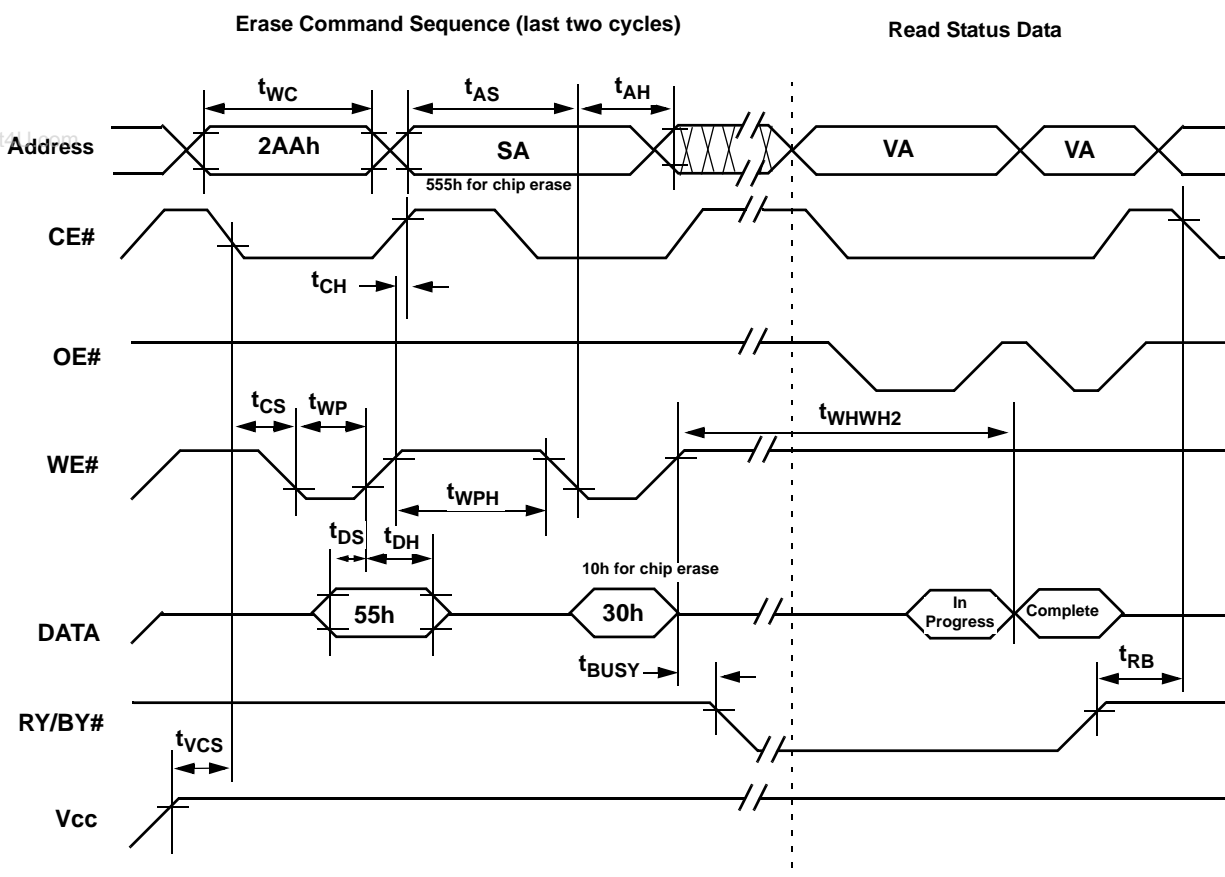 Erase Command Sequence (last two cycles)
Read Status Data
tWC
tAS
tAH
Address
2AAh
SA
VA
VA
555h for chip erase
CE#
tCH
OE#
tCS
tWP
tWHWH2
WE#
tWPH
tDS
tDH
10h for chip erase
55h
30h
In
Progress
Complete
DATA
tBUSY
tRB
RY/BY#
tVCS
Vcc